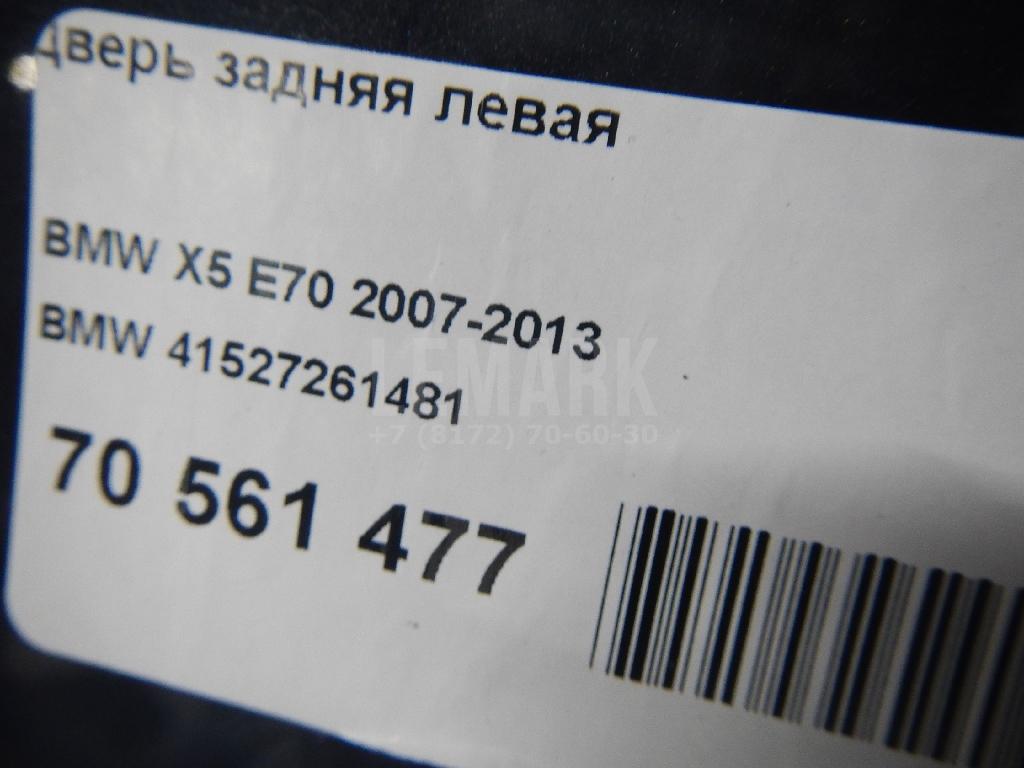 дверь задняя левая
BMW X5 E70 2007-2013
BMW 41527261481
LEMARK
+7 (8172) 70-60-30
70 561 477